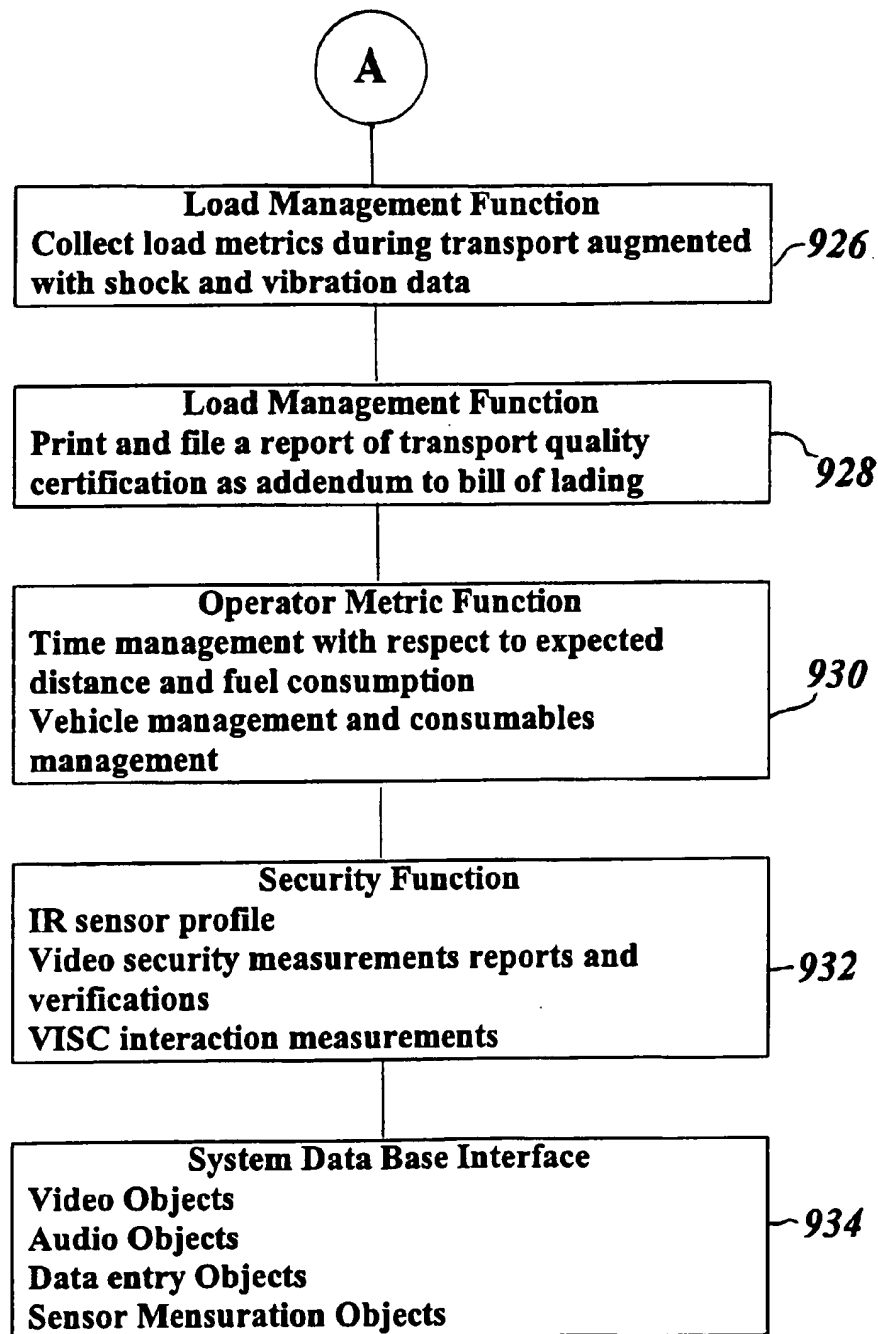 A
Load Management Function
Collect load metrics during transport augmented
with shock and vibration data
926
Load Management Function
Print and file a report of transport quality
certification as addendum to bill of lading
928
Operator Metric Function
Time management with respect to expected
distance and fuel consumption
Vehicle management and consumables
management
930
Security Function
IR sensor profile
Video security measurements reports and
verifications
VISC interaction measurements
932
System Data Base Interface
Video Objects
Audio Objects
Data entry Objects
Sensor Mensuration Objects
934